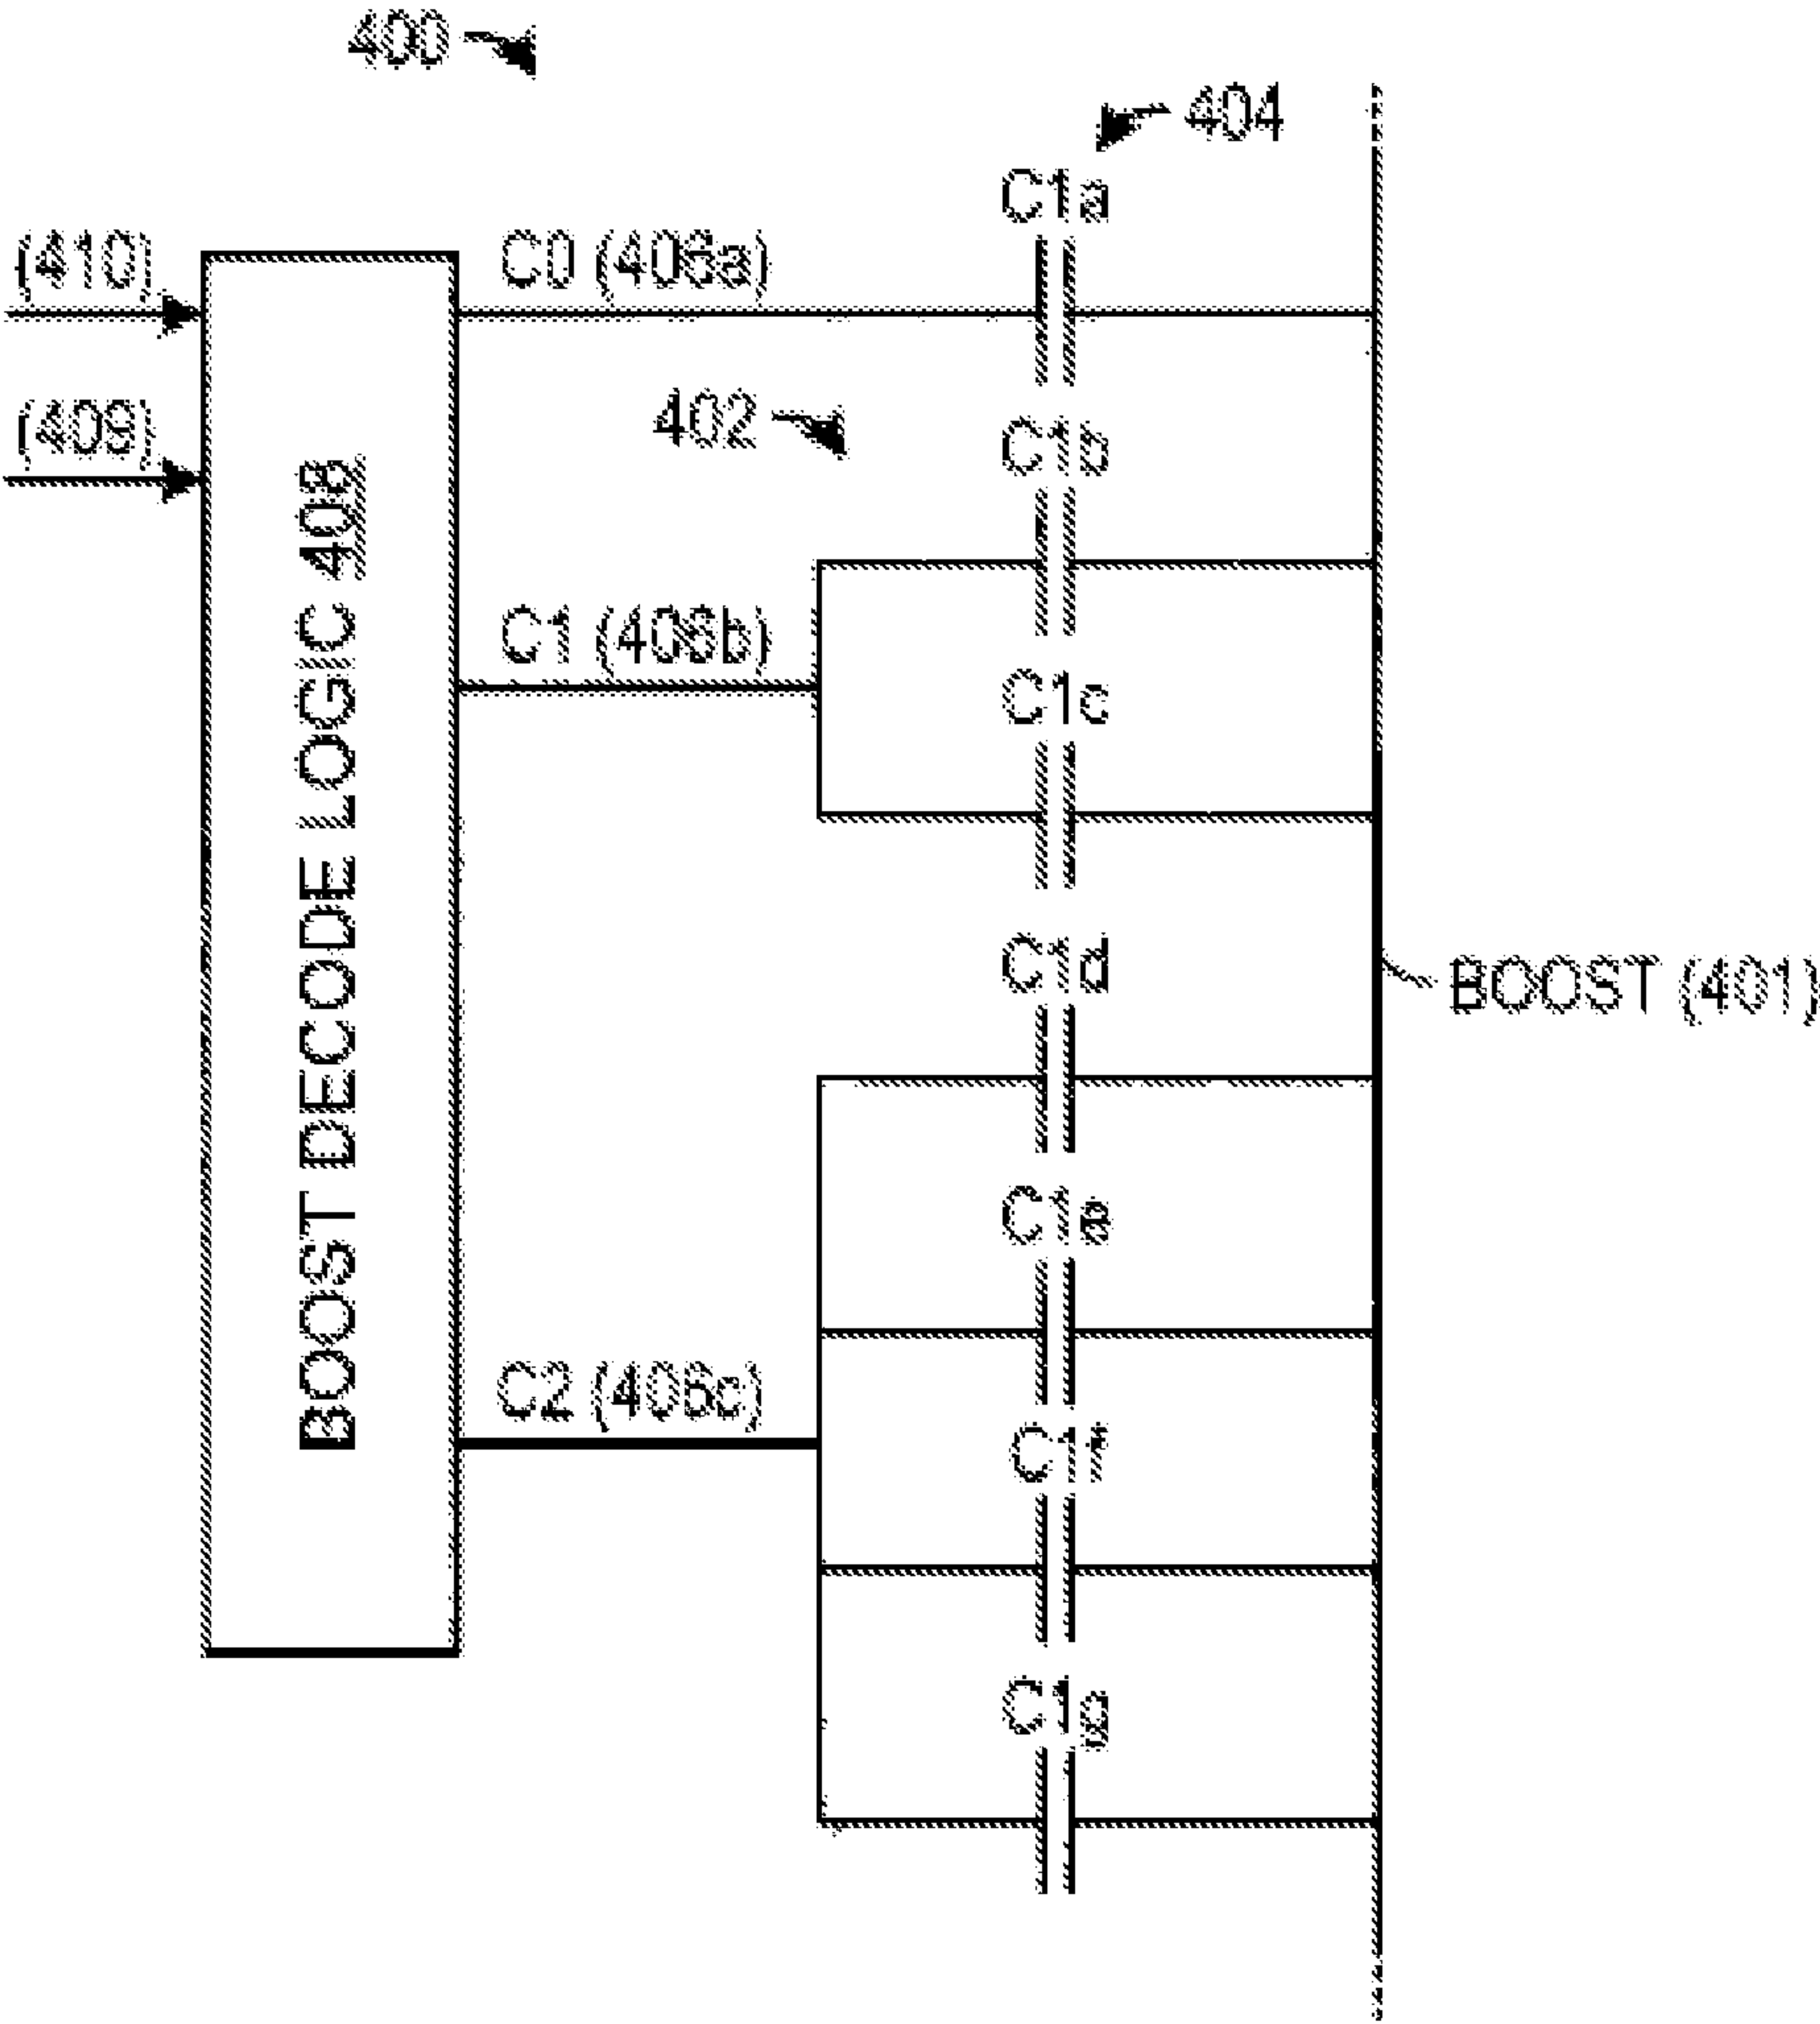 400
404
C1a
(410)
C0 (406a)
(409)
402
C1b
BOOST DECODE LOGIC 408
C1 (406b)
C1c
C1d
BOOST (401)
C1e
C2 (406c)
C1f
C1g